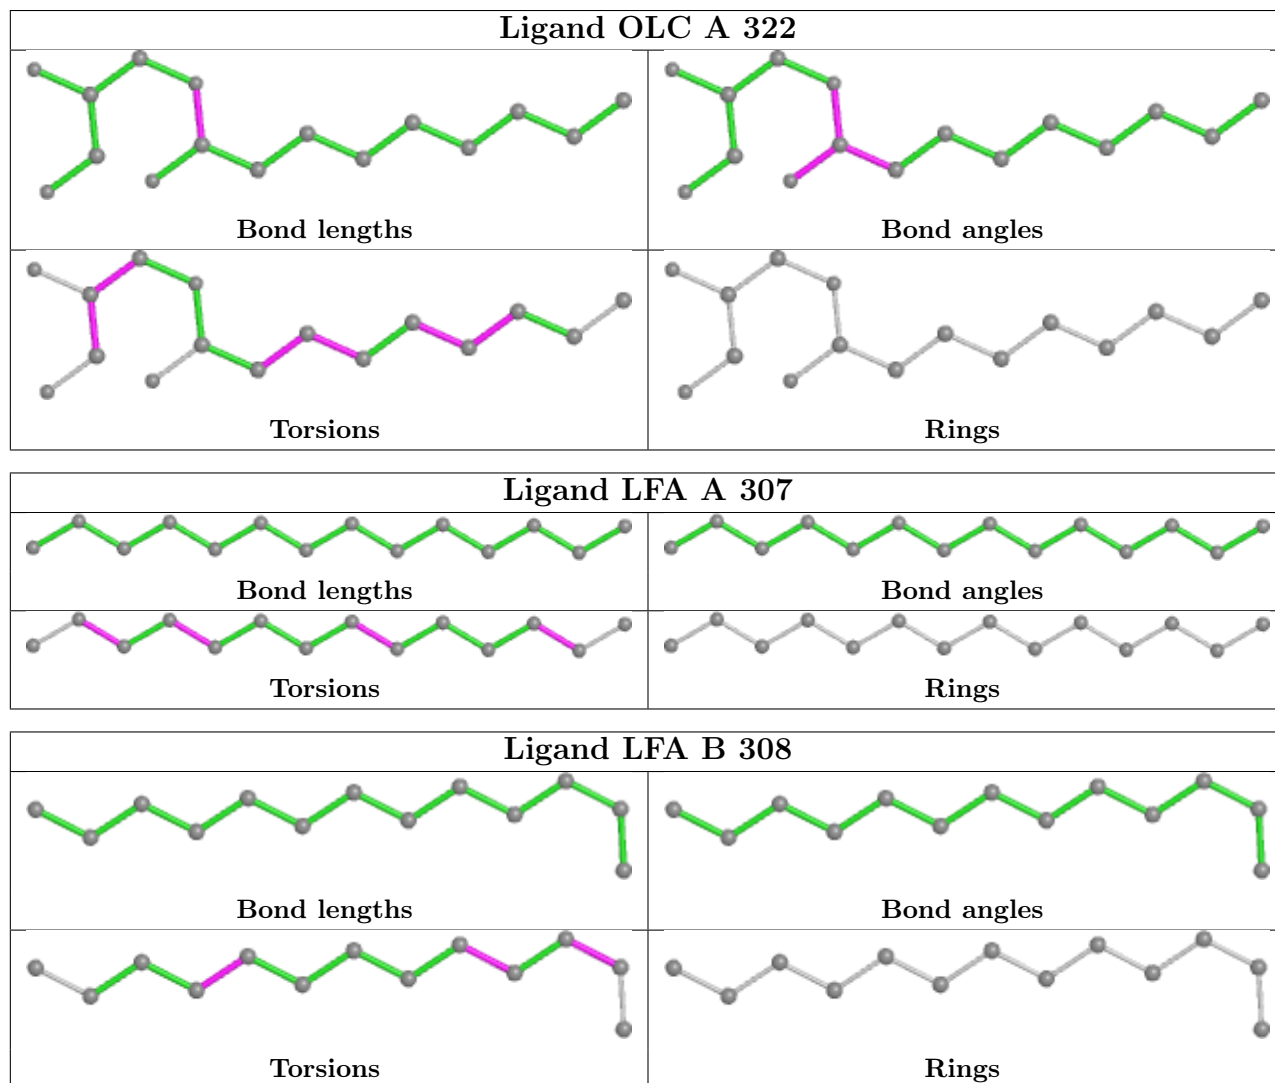 Ligand OLC A 322
Bond lengths
Bond angles
Torsions
Rings
Ligand LFA A 307
Bond lengths
Bond angles
Torsions
Rings
Ligand LFA B 308
Bond lengths
Bond angles
Torsions
Rings